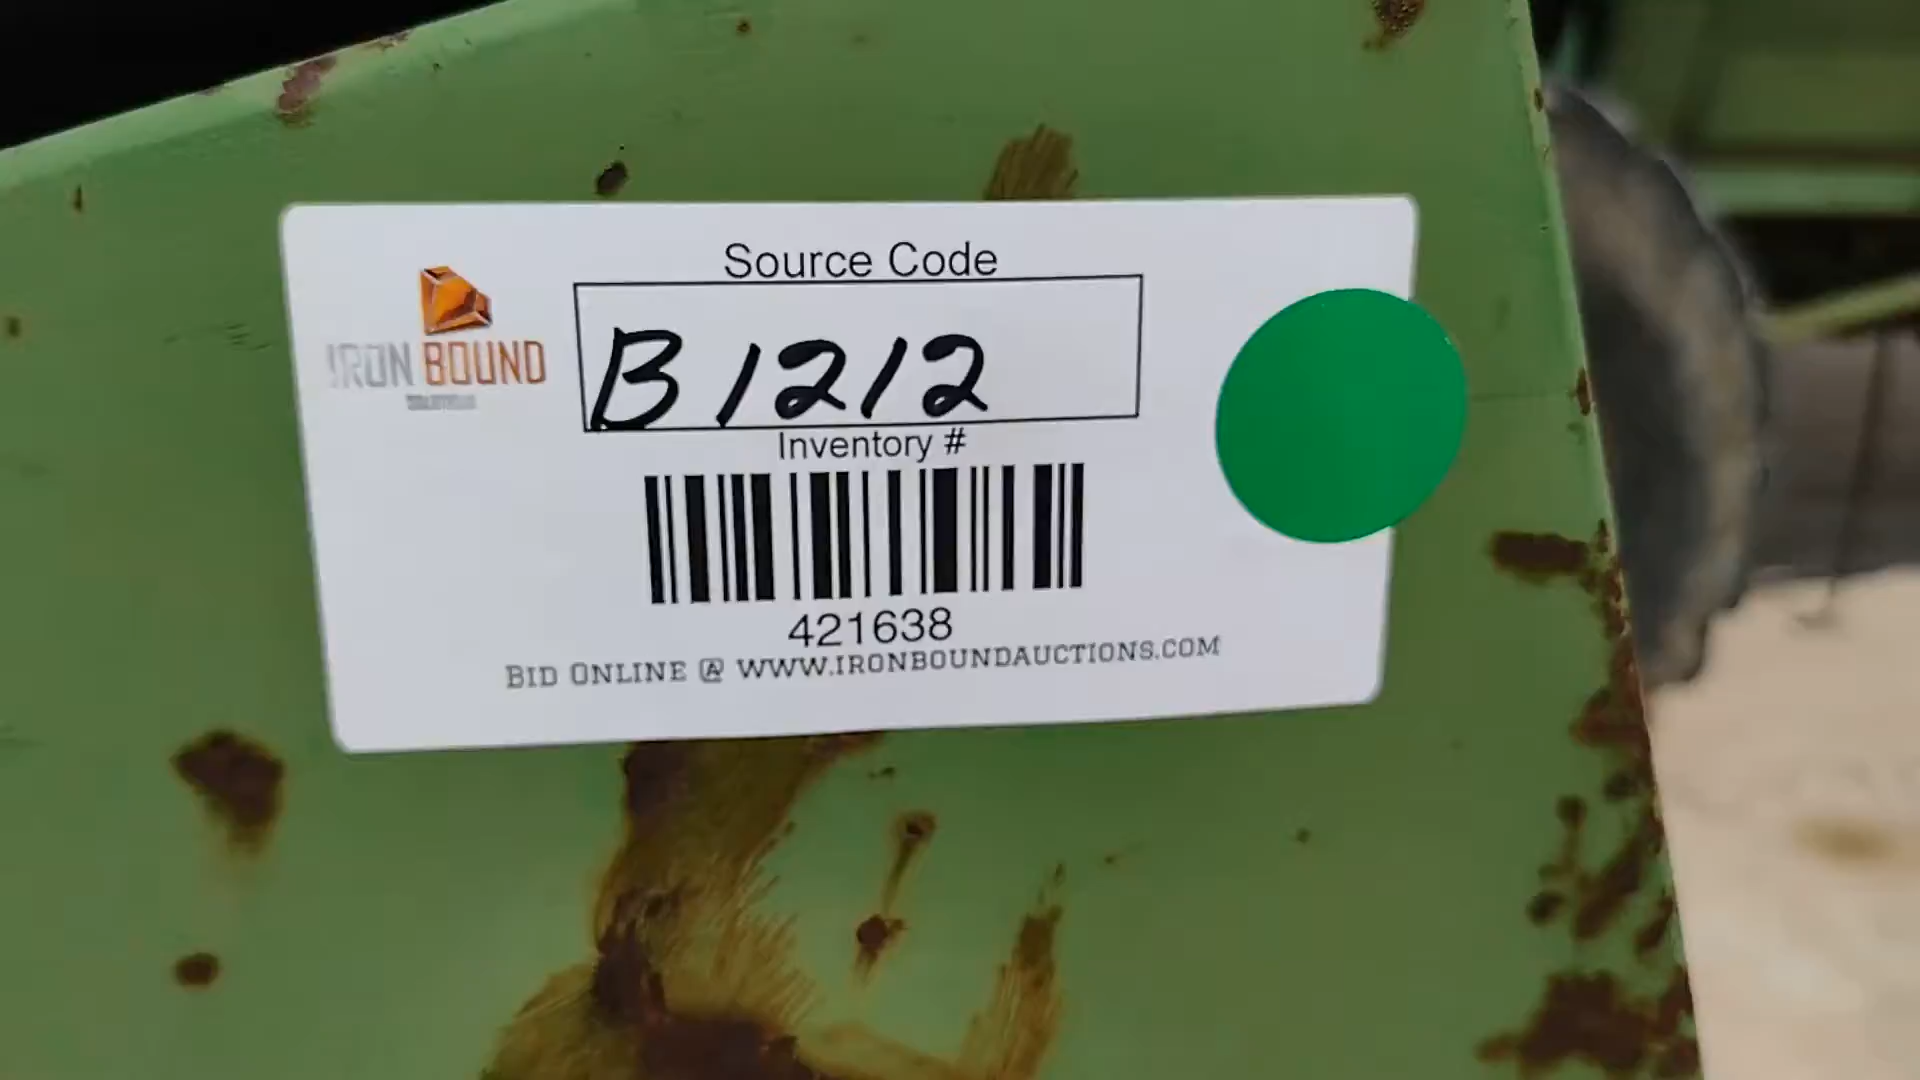 Source Code
IRON BOUND
B1212
Inventory #
421638
BID ONLINE @ WWW.IRONBOUNDAUCTIONS.COM